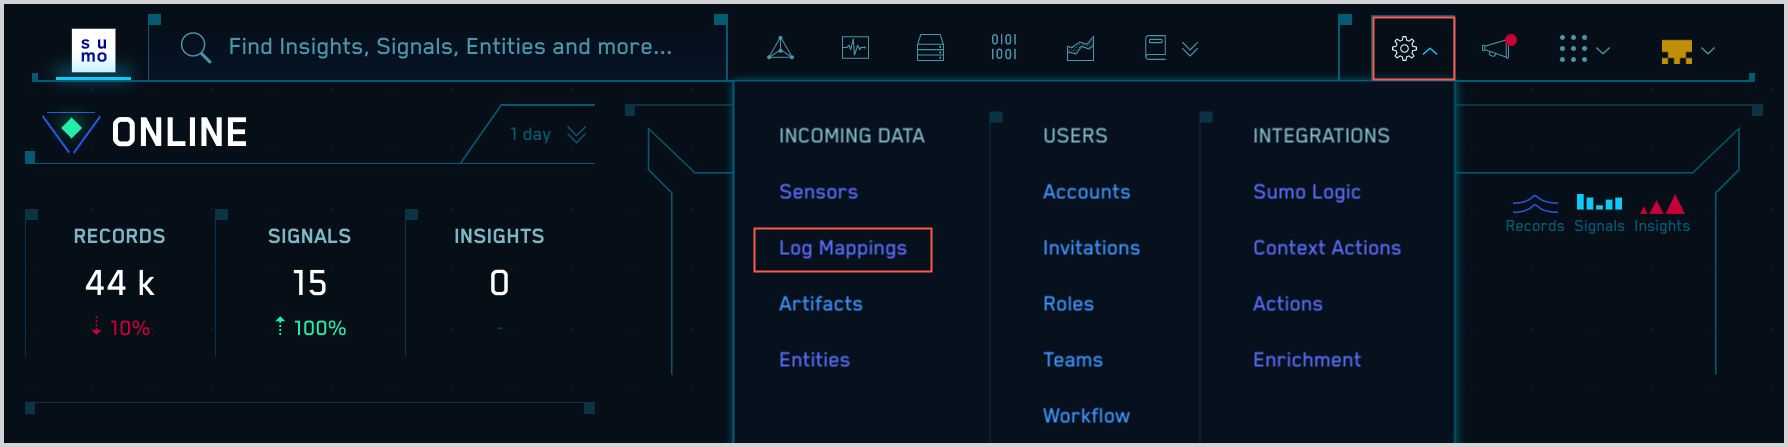 su
mo
Find Insights, Signals, Entities and more...
0101
1001
ONLINE
1 day
RECORDS
44 k
10%
SIGNALS
15
100%
INSIGHTS
0
-
INCOMING DATA
Sensors
Log Mappings
Artifacts
Entities
USERS
Accounts
Invitations
Roles
Teams
Workflow
INTEGRATIONS
Sumo Logic
Context Actions
Actions
Enrichment
Records
Signals
Insights